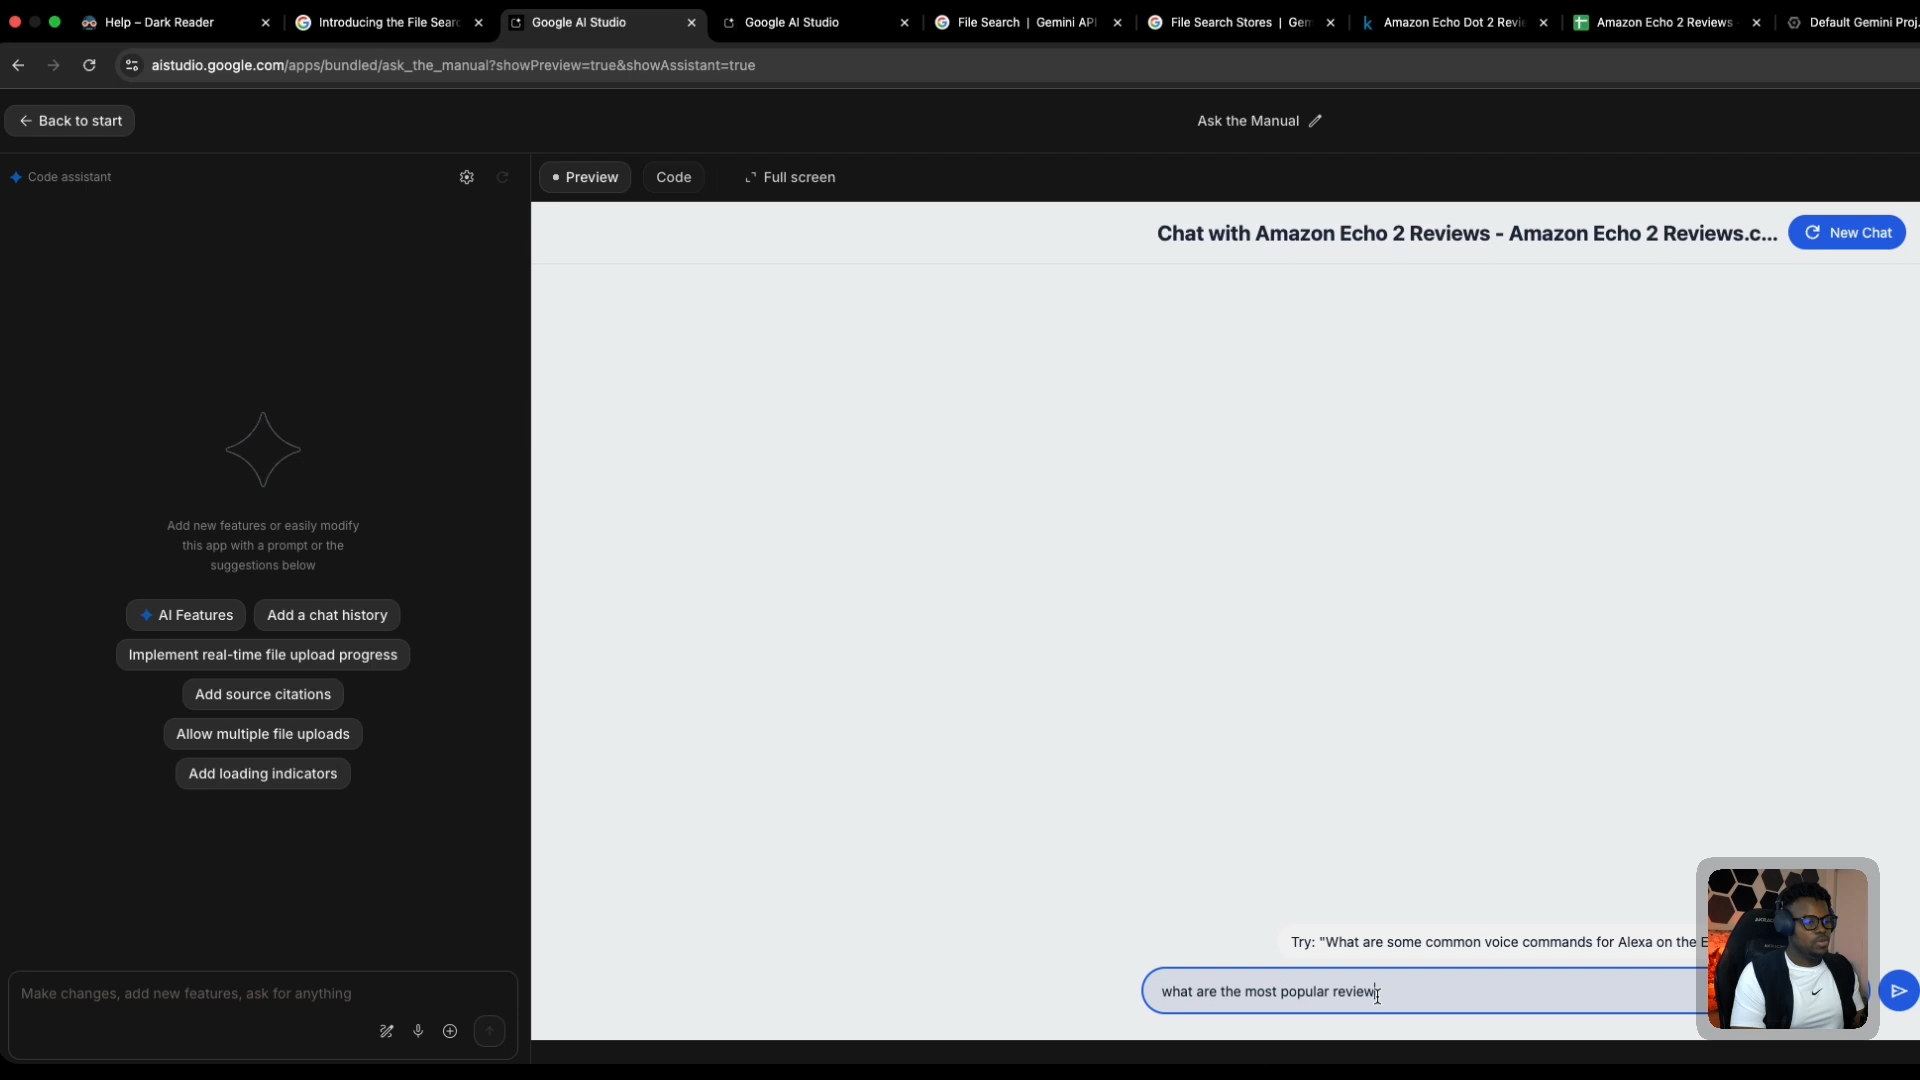 Help – Dark Reader
Introducing the File Searc
Google AI Studio
Google AI Studio
File Search | Gemini API
File Search Stores | Gem
Amazon Echo Dot 2 Revie
Amazon Echo 2 Reviews
Default Gemini Proj
aistudio.google.com/apps/bundled/ask_the_manual?showPreview=true&showAssistant=true
Back to start
Ask the Manual
Code assistant
Preview
Code
Full screen
Chat with Amazon Echo 2 Reviews - Amazon Echo 2 Reviews.c...
New Chat
Add new features or easily modify
this app with a prompt or the
suggestions below
AI Features
Add a chat history
Implement real-time file upload progress
Add source citations
Allow multiple file uploads
Add loading indicators
Try: "What are some common voice commands for Alexa on the E
what are the most popular review
Make changes, add new features, ask for anything